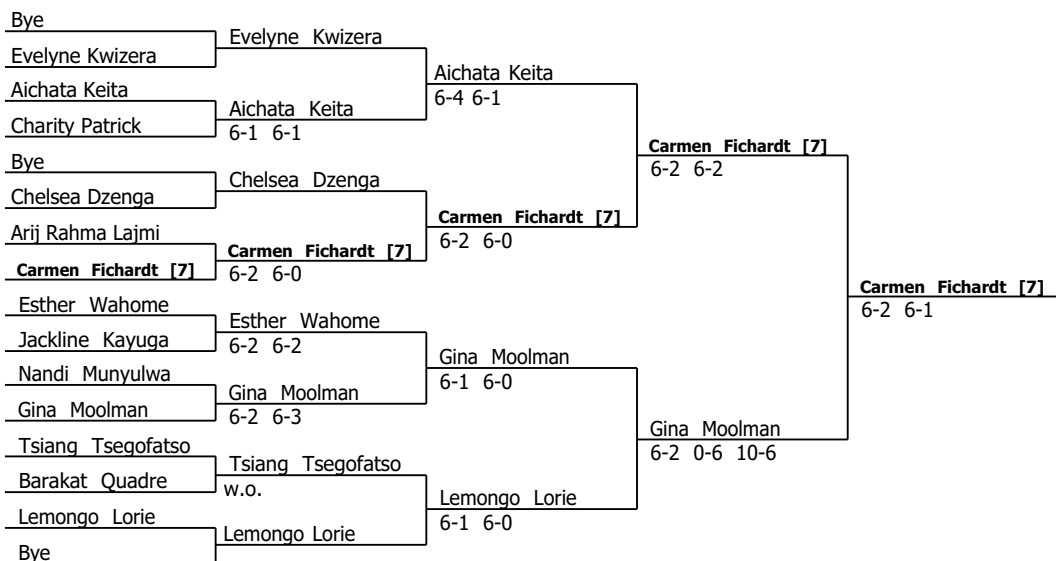 Bye
Evelyne Kwizera
Aichata Keita
Charity Patrick
Bye
Chelsea Dzenga
Arij Rahma Lajmi
Carmen Fichardt [7]
Esther Wahome
Jackline Kayuga
Nandi Munyulwa
Gina Moolman
Tsiang Tsegofatso
Barakat Quadre
Lemongo Lorie
Bye
Evelyne Kwizera
Aichata Keita
6-1 6-1
Chelsea Dzenga
Carmen Fichardt [7]
6-2 6-0
Esther Wahome
6-2 6-2
Gina Moolman
6-2 6-3
Tsiang Tsegofatso
w.o.
Lemongo Lorie
Aichata Keita
6-4 6-1
Carmen Fichardt [7]
6-2 6-0
Gina Moolman
6-1 6-0
Lemongo Lorie
6-1 6-0
Carmen Fichardt [7]
6-2 6-2
Gina Moolman
6-2 0-6 10-6
Carmen Fichardt [7]
6-2 6-1